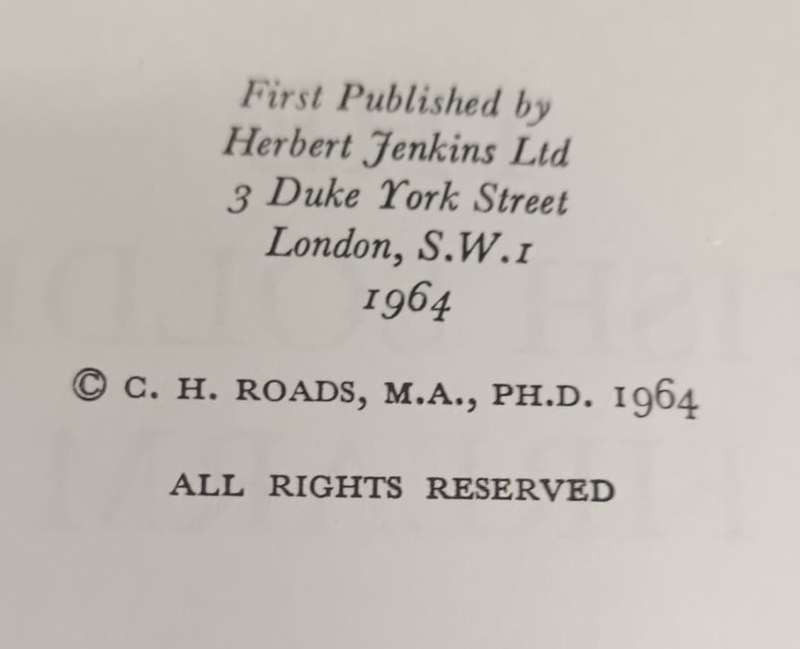 First Published by
Herbert Jenkins Ltd
3 Duke York Street
London, S.W.1
1964
© C. H. ROADS, M.A., PH.D. 1964
ALL RIGHTS RESERVED